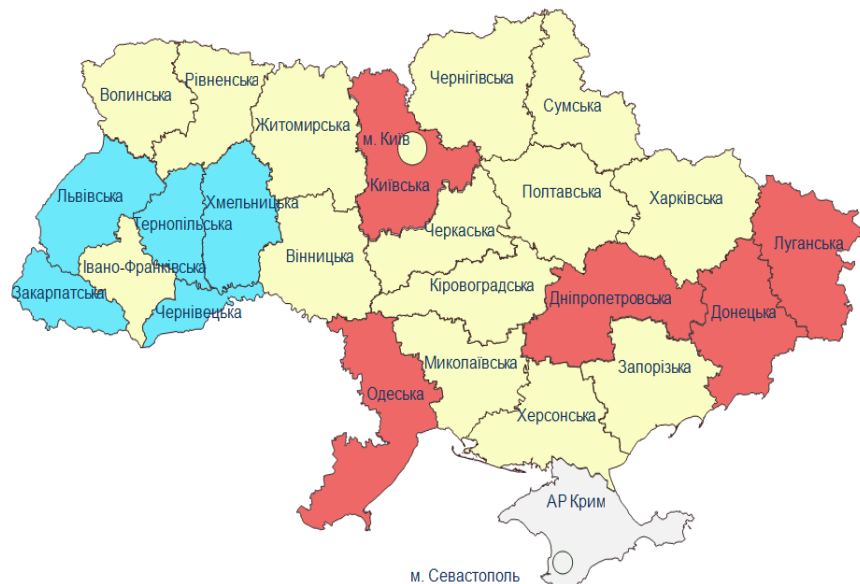 Чернігівська
Рівненська
Волинська
Сумська
Житомирська
м. Київ
Київська
Львівська
Хмельницька
Тернопільська
Полтавська
Харківська
Черкаська
Луганська
Вінницька
Івано-Франківська
Закарпатська
Кіровоградська
Дніпропетровська
Чернівецька
Донецька
Миколаївська
Запорізька
Одеська
Херсонська
АР Крим
м. Севастополь